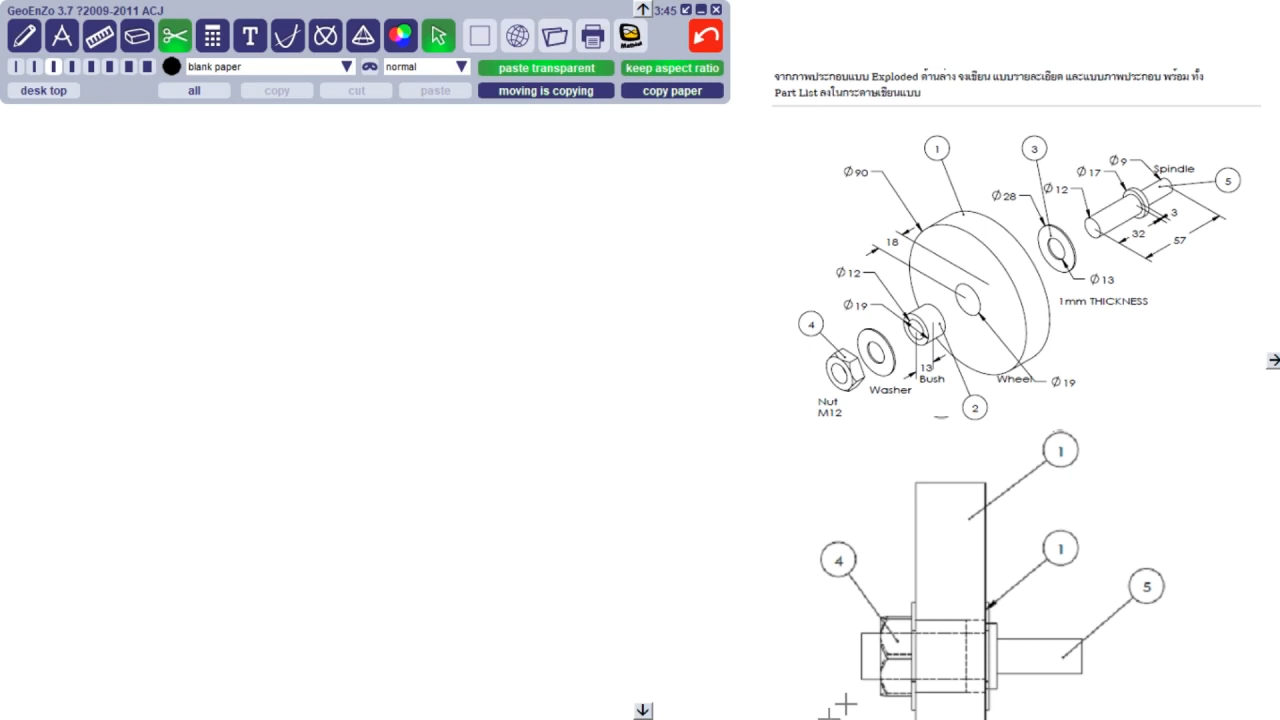 GeoEnZo 3.7 ?2009-2011 ACJ
3:45
T
Mathlet
blank paper
normal
paste transparent
keep aspect ratio
desk top
all
copy
cut
paste
moving is copying
copy paper
จากภาพประกอบแบบ Exploded ด้านล่าง จงเขียน แบบรายละเอียด และแบบภาพประกอบ พร้อม ทั้ง
Part List ลงในกระดาษเขียนแบบ
1
3
Ø9
Spindle
Ø90
Ø17
5
Ø28
Ø12
3
18
32
57
Ø12
Ø13
Ø19
1mm THICKNESS
4
13
Bush
Wheel
Ø19
Washer
Nut
M12
2
1
4
1
5